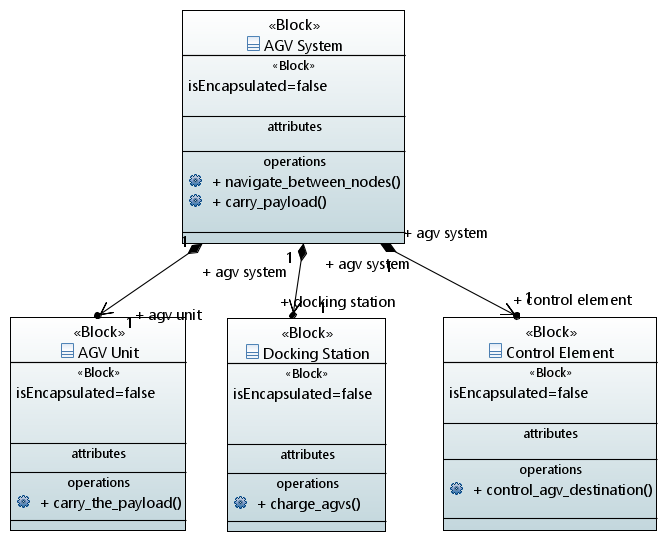 «Block»
AGV System
«Block»
isEncapsulated=false
attributes
operations
+ navigate_between_nodes()
+ carry_payload()
1
+ agv system
1
+ agv system
1
+ agv system
+ agv unit
1
+ docking station
1
+ control element
1
«Block»
AGV Unit
«Block»
isEncapsulated=false
attributes
operations
+ carry_the_payload()
«Block»
Docking Station
«Block»
isEncapsulated=false
attributes
operations
+ charge_agvs()
«Block»
Control Element
«Block»
isEncapsulated=false
attributes
operations
+ control_agv_destination()